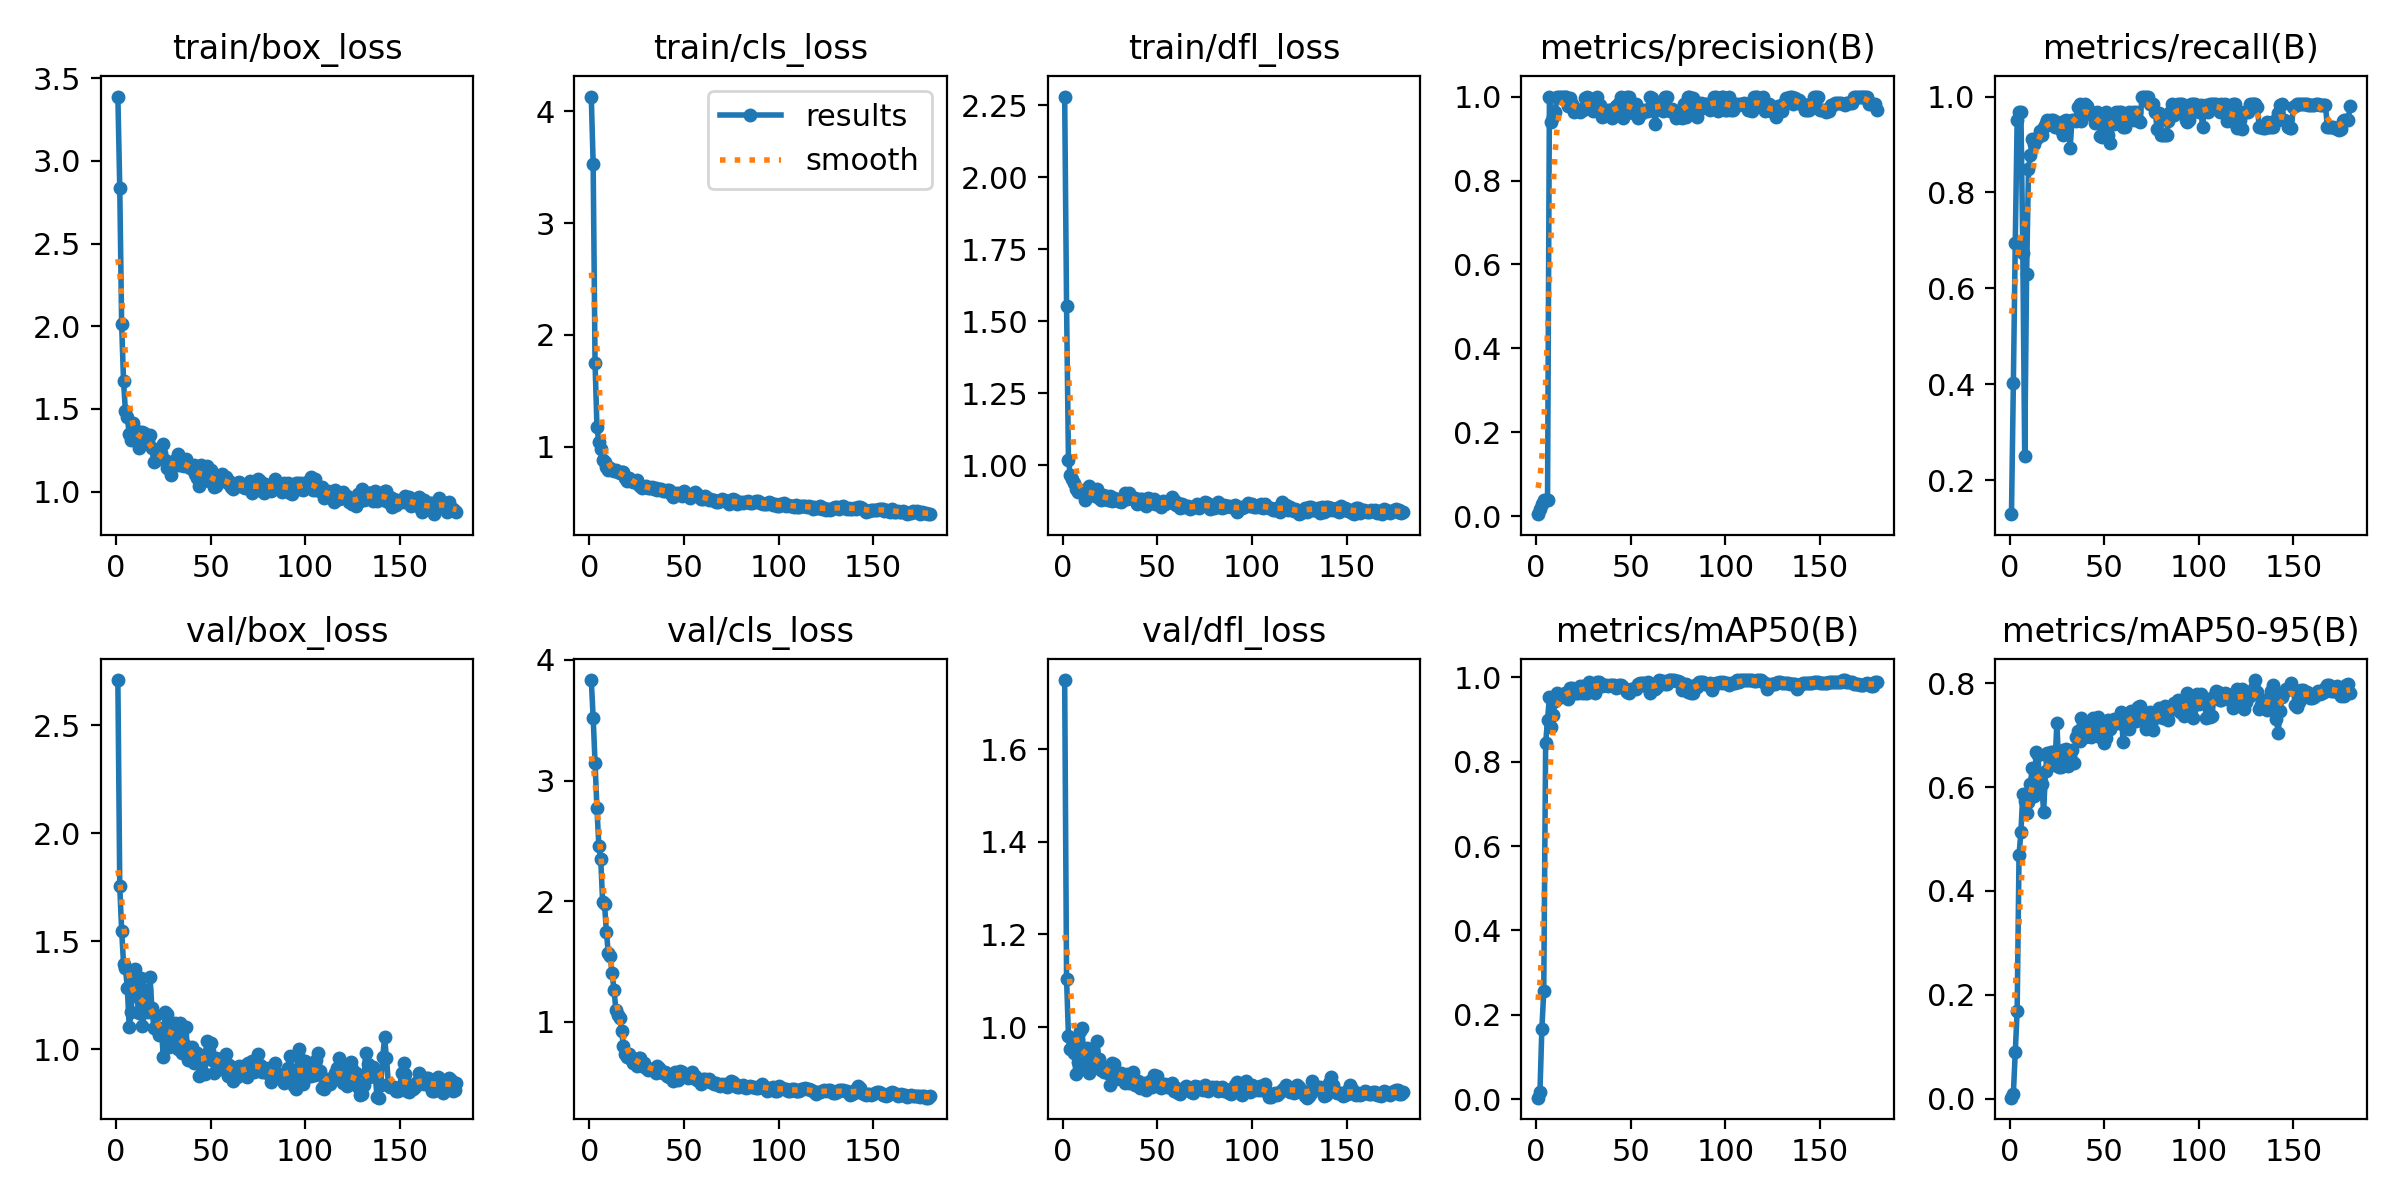 train/box_loss
3.5
3.0
2.5
2.0
1.5
1.0
0 50 100 150
train/cls_loss
results
smooth
4
3
2
1
0 50 100 150
train/dfl_loss
2.25
2.00
1.75
1.50
1.25
1.00
0 50 100 150
metrics/precision(B)
1.0
0.8
0.6
0.4
0.2
0.0
0 50 100 150
metrics/recall(B)
1.0
0.8
0.6
0.4
0.2
0 50 100 150
val/box_loss
2.5
2.0
1.5
1.0
0 50 100 150
val/cls_loss
4
3
2
1
0 50 100 150
val/dfl_loss
1.6
1.4
1.2
1.0
0 50 100 150
metrics/mAP50(B)
1.0
0.8
0.6
0.4
0.2
0.0
0 50 100 150
metrics/mAP50-95(B)
0.8
0.6
0.4
0.2
0.0
0 50 100 150